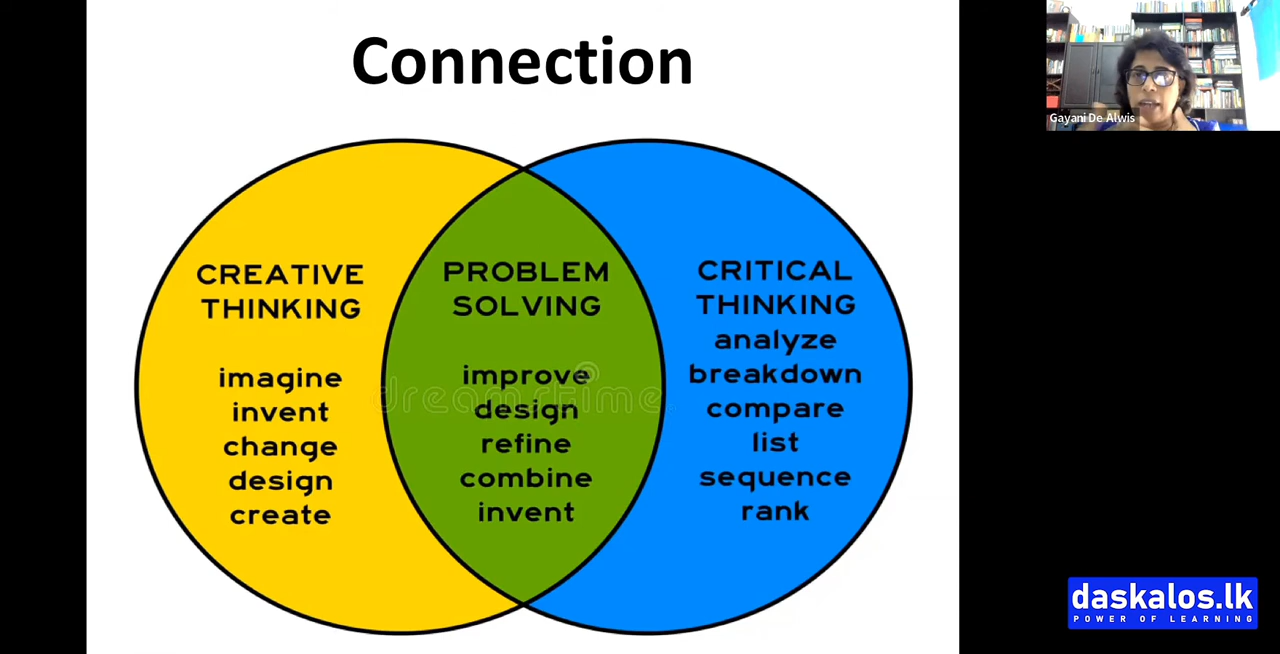 Connection
Gayani De Alwis
CREATIVE
THINKING
imagine
invent
change
design
create
PROBLEM
SOLVING
improve
design
refine
combine
invent
CRITICAL
THINKING
analyze
breakdown
compare
list
sequence
rank
dreamstime
daskalos.lk
POWER OF LEARNING